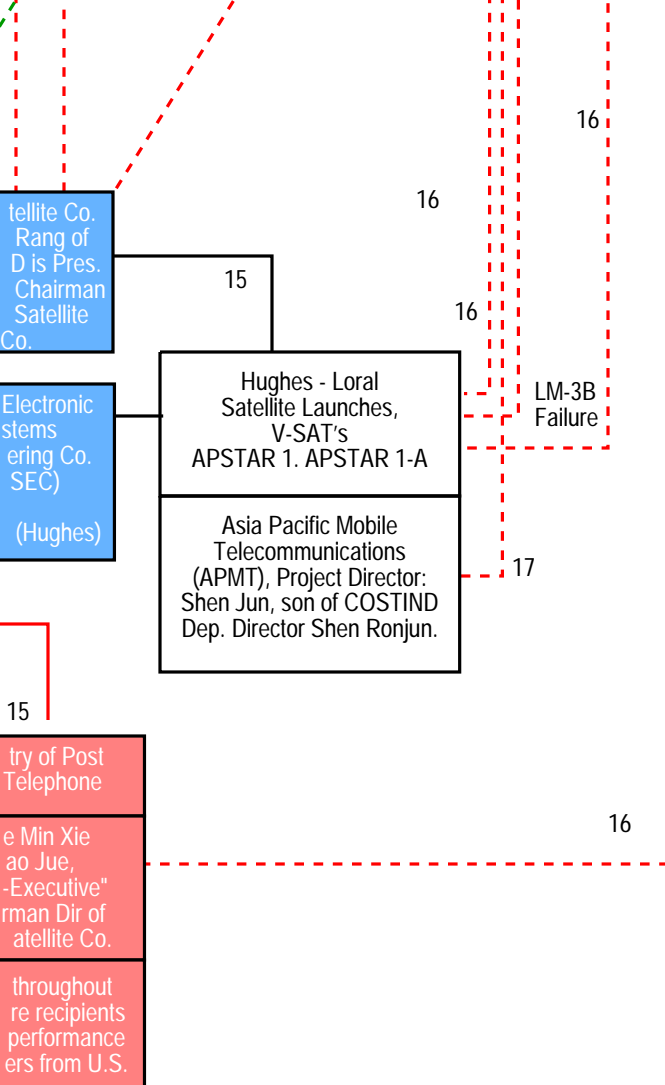 16
16
tellite Co.
Rang of
D is Pres.
Chairman
Satellite
Co.
15
16
Hughes - Loral
Satellite Launches,
V-SAT's
APSTAR 1. APSTAR 1-A
LM-3B
Failure
Electronic
stems
ering Co.
SEC)
(Hughes)
Asia Pacific Mobile
Telecommunications
(APMT), Project Director:
Shen Jun, son of COSTIND
Dep. Director Shen Ronjun.
17
15
try of Post
Telephone
e Min Xie
ao Jue,
-Executive"
rman Dir of
atellite Co.
16
throughout
re recipients
performance
ers from U.S.